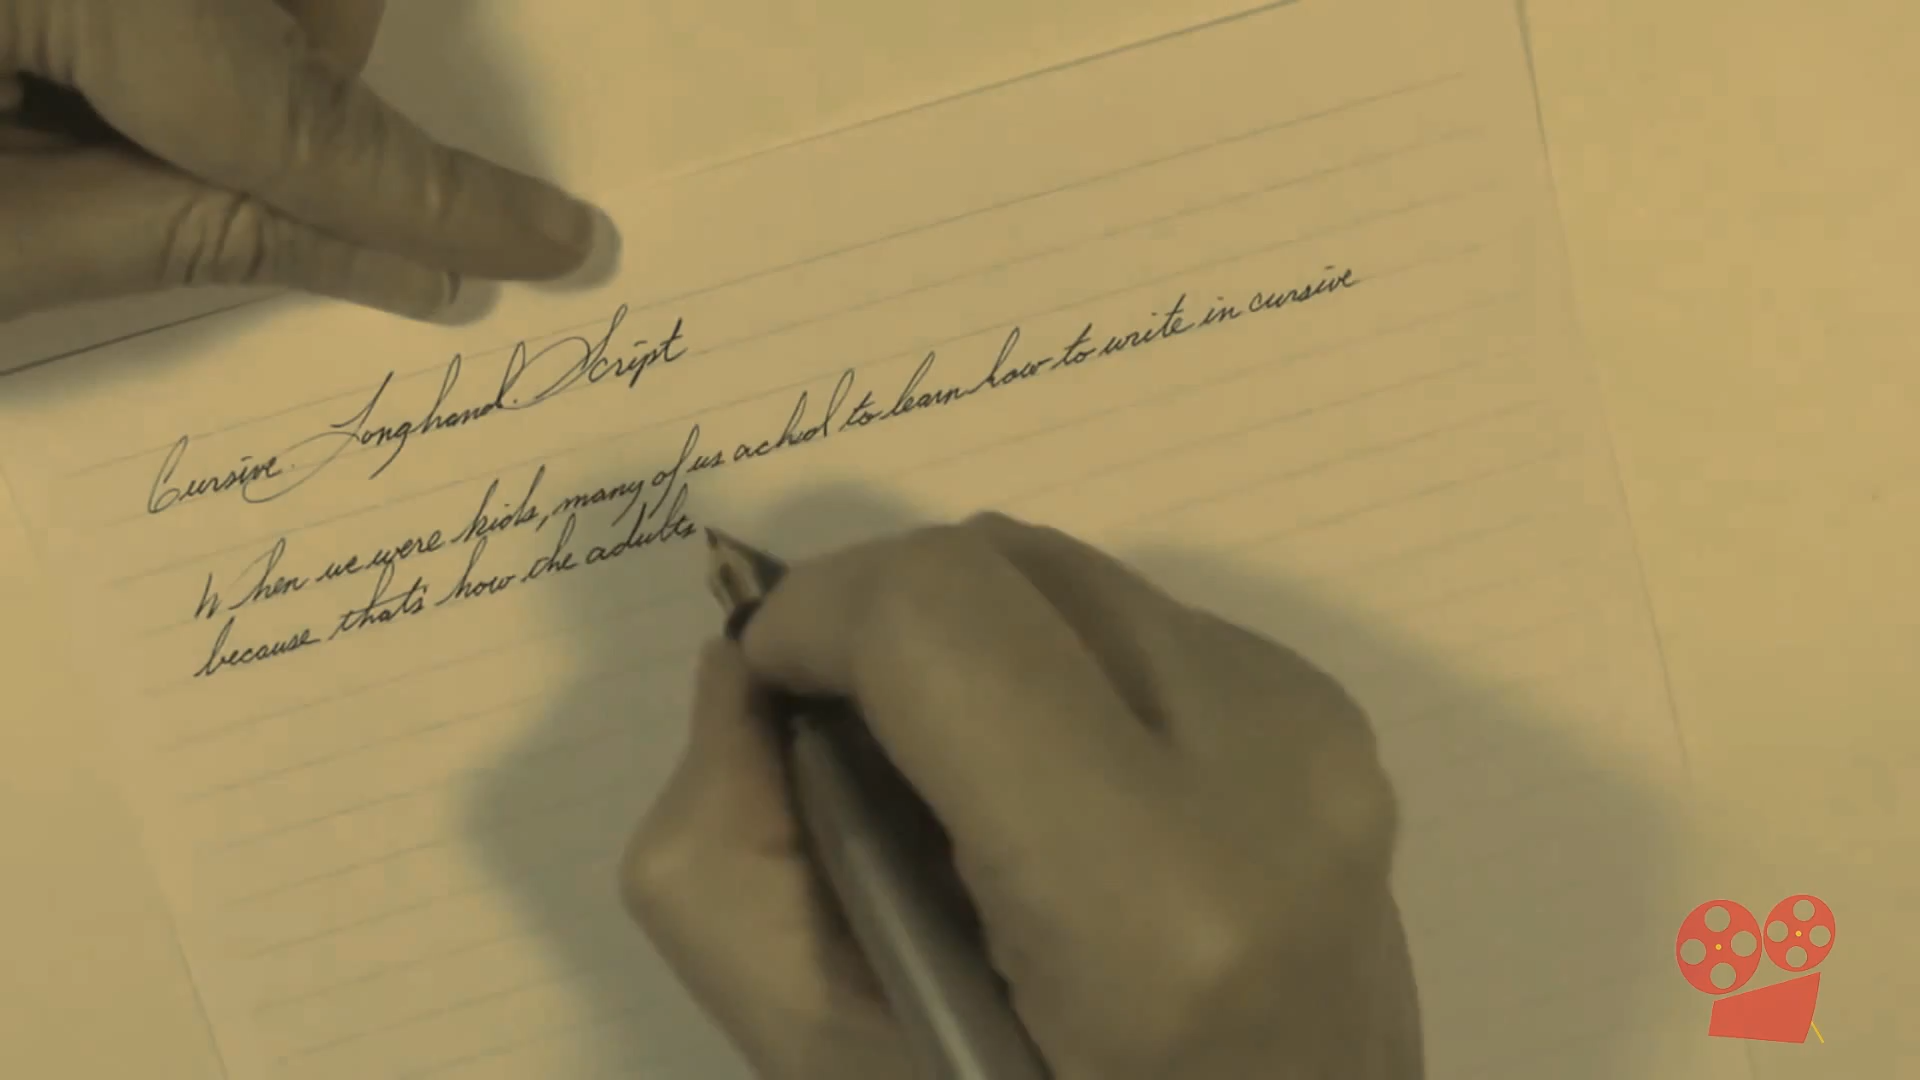 Cursive Longhand Script
When we were kids, many of us ached to learn how to write in cursive
because that's how the adults